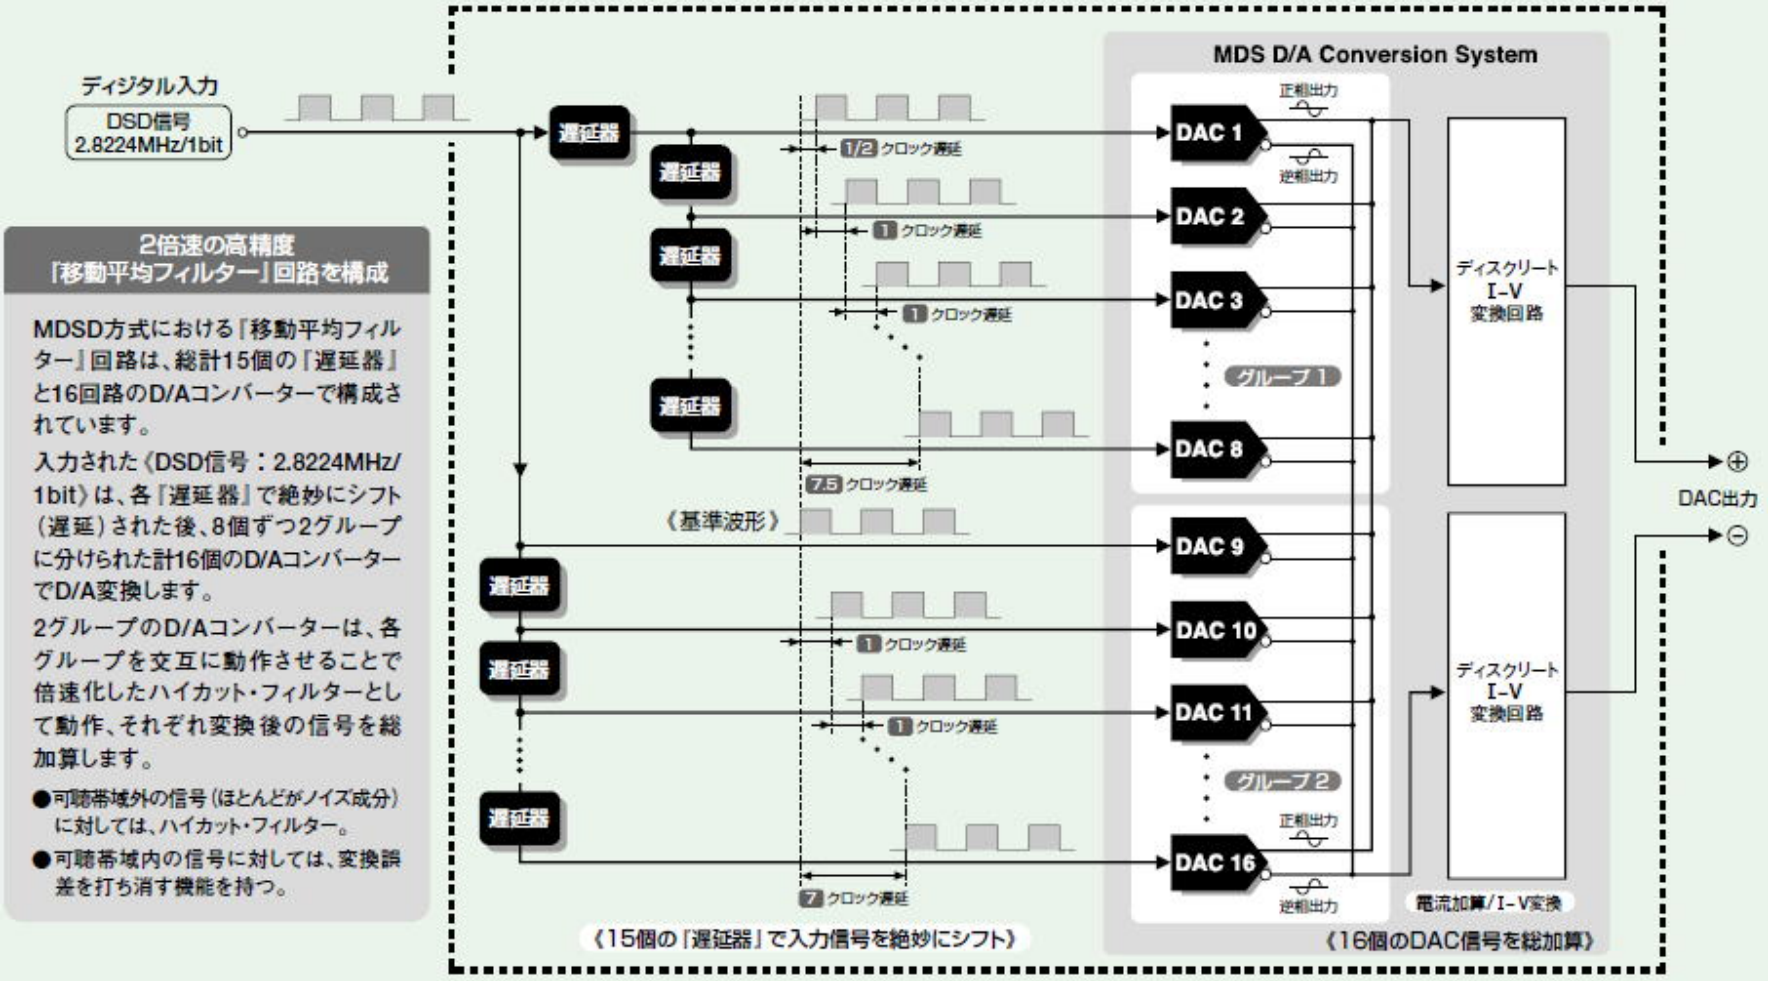 ディジタル入力
DSD信号
2.8224MHz/1bit
2倍速の高精度
『移動平均フィルター』回路を構成
MDSD方式における『移動平均フィル
ター』回路は、総計15個の『遅延器』
と16回路のD/Aコンバーターで構成さ
れています。
入力された《DSD信号：2.8224MHz/
1bit》は、各『遅延器』で絶妙にシフト
(遅延)された後、8個ずつ2グループ
に分けられた計16個のD/Aコンバーター
でD/A変換します。
2グループのD/Aコンバーターは、各
グループを交互に動作させることで
倍速化したハイカット・フィルターとし
て動作、それぞれ変換後の信号を総
加算します。
●可聴帯域外の信号(ほとんどがノイズ成分)
に対しては、ハイカット・フィルター。
●可聴帯域内の信号に対しては、変換誤
差を打ち消す機能を持つ。
遅延器
遅延器
遅延器
遅延器
1/2 クロック遅延
1 クロック遅延
1 クロック遅延
7.5 クロック遅延
《基準波形》
遅延器
遅延器
遅延器
1 クロック遅延
1 クロック遅延
7 クロック遅延
《15個の『遅延器』で入力信号を絶妙にシフト》
MDS D/A Conversion System
正相出力
DAC 1
逆相出力
DAC 2
DAC 3
グループ 1
DAC 8
DAC 9
DAC 10
DAC 11
グループ 2
正相出力
DAC 16
逆相出力
ディスクリート
I-V
変換回路
ディスクリート
I-V
変換回路
電流加算/I-V変換
《16個のDAC信号を総加算》
⊕
DAC出力
⊖